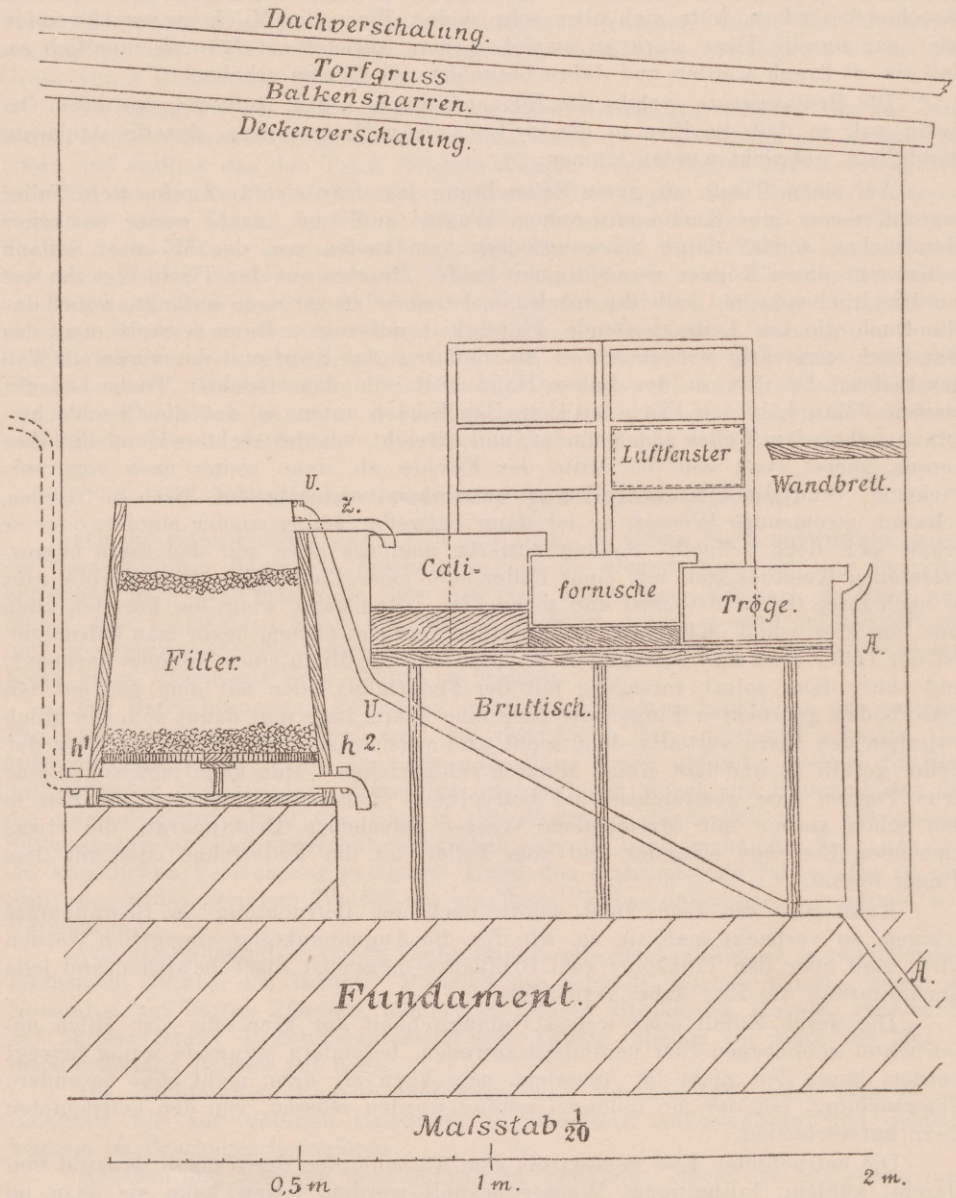 Dachverschalung.
Torfgruss
Balkensparren.
Deckenverschalung.
Luftfenster
Wandbrett.
U.
Z.
Cali=
fornische
Tröge.
A.
Filter.
U.
Bruttisch.
h¹
h².
A.
Fundament.
Maſsstab 1/20
0,5 m
1 m.
2 m.